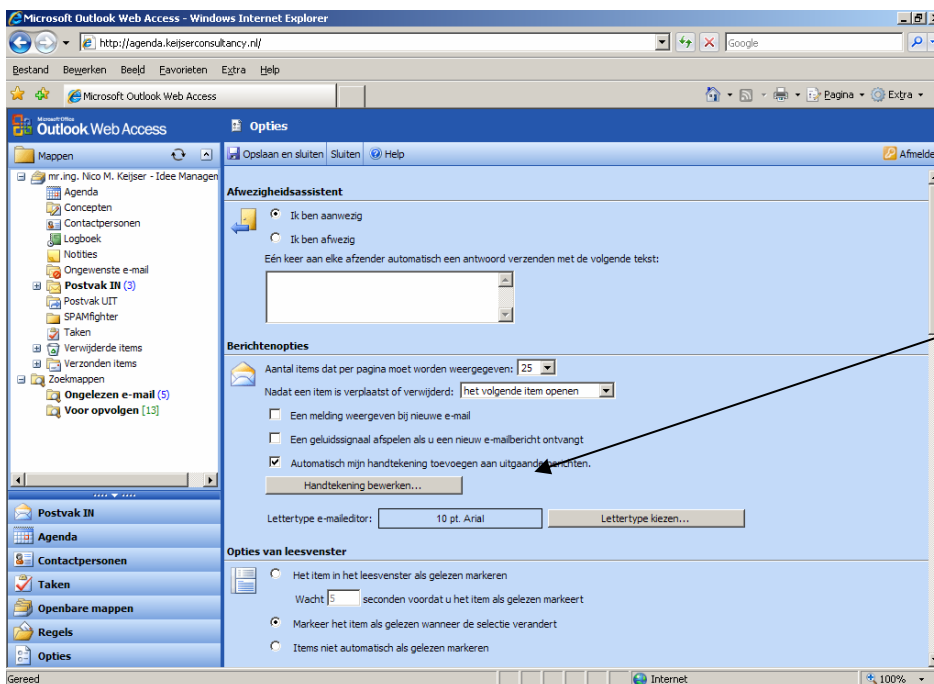 Microsoft Outlook Web Access - Windows Internet Explorer
http://agenda.keijserconsultancy.nl/
Google
Bestand Bewerken Beeld Favorieten Extra Help
Microsoft Outlook Web Access
Pagina Extra
Microsoft Office
Outlook Web Access
Opties
Mappen
Opslaan en sluiten Sluiten Help
Afmelde
mr.ing. Nico M. Keijser - Idee Managen
Agenda
Concepten
Contactpersonen
Logboek
Notities
Ongewenste e-mail
Postvak IN (3)
Postvak UIT
SPAMfighter
Taken
Verwijderde items
Verzonden items
Zoekmappen
Ongelezen e-mail (5)
Voor opvolgen [13]
Postvak IN
Agenda
Contactpersonen
Taken
Openbare mappen
Regels
Opties
Afwezigheidsassistent
Ik ben aanwezig
Ik ben afwezig
Eén keer aan elke afzender automatisch een antwoord verzenden met de volgende tekst:
Berichtenopties
Aantal items dat per pagina moet worden weergegeven: 25
Nadat een item is verplaatst of verwijderd: het volgende item openen
Een melding weergeven bij nieuwe e-mail
Een geluidssignaal afspelen als u een nieuw e-mailbericht ontvangt
Automatisch mijn handtekening toevoegen aan uitgaande berichten.
Handtekening bewerken...
Lettertype e-maileditor: 10 pt. Arial Lettertype kiezen...
Opties van leesvenster
Het item in het leesvenster als gelezen markeren
Wacht 5 seconden voordat u het item als gelezen markeert
Markeer het item als gelezen wanneer de selectie verandert
Items niet automatisch als gelezen markeren
Gereed
Internet
100%